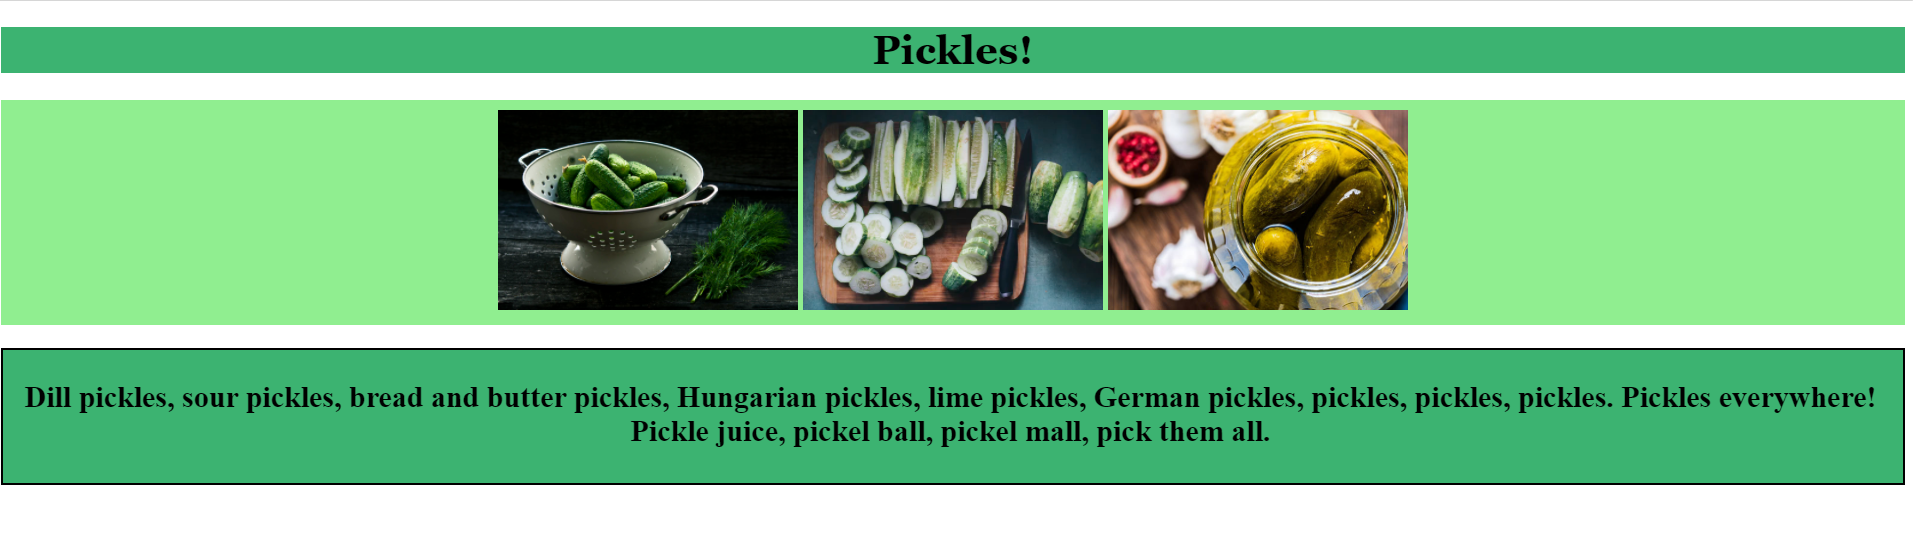 Pickles!
Dill pickles, sour pickles, bread and butter pickles, Hungarian pickles, lime pickles, German pickles, pickles, pickles, pickles. Pickles everywhere!
Pickle juice, pickel ball, pickel mall, pick them all.